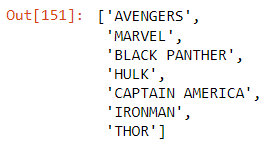 Out[151]: ['AVENGERS',
'MARVEL',
'BLACK PANTHER',
'HULK',
'CAPTAIN AMERICA',
'IRONMAN',
'THOR']